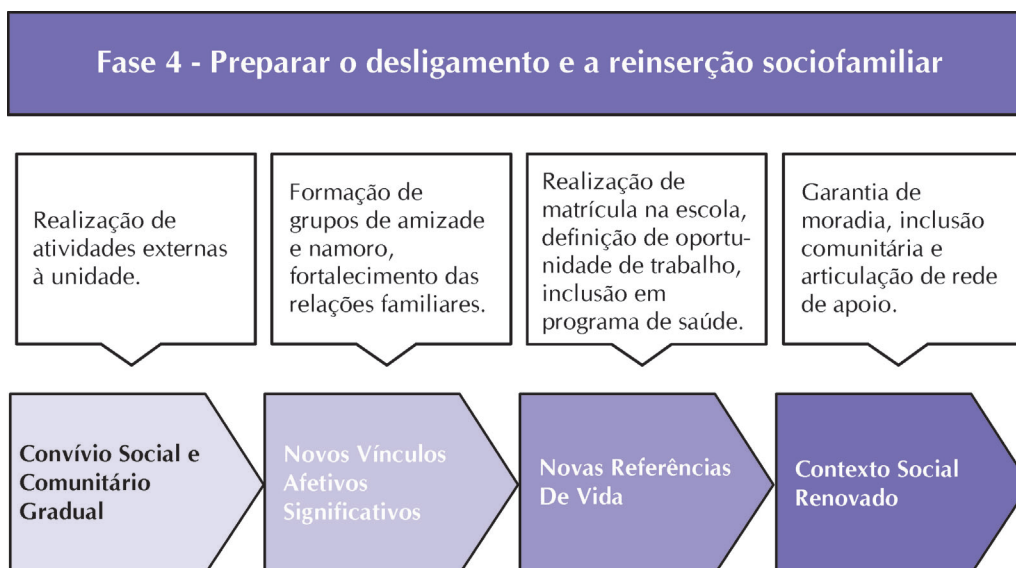 Fase 4 - Preparar o desligamento e a reinserção sociofamiliar
Realização de
atividades externas
à unidade.
Formação de
grupos de amizade
e namoro,
fortalecimento das
relações familiares.
Realização de
matrícula na escola,
definição de oportu-
nidade de trabalho,
inclusão em
programa de saúde.
Garantia de
moradia, inclusão
comunitária e
articulação de rede
de apoio.
Convívio Social e
Comunitário
Gradual
Novos Vínculos
Afetivos
Significativos
Novas Referências
De Vida
Contexto Social
Renovado